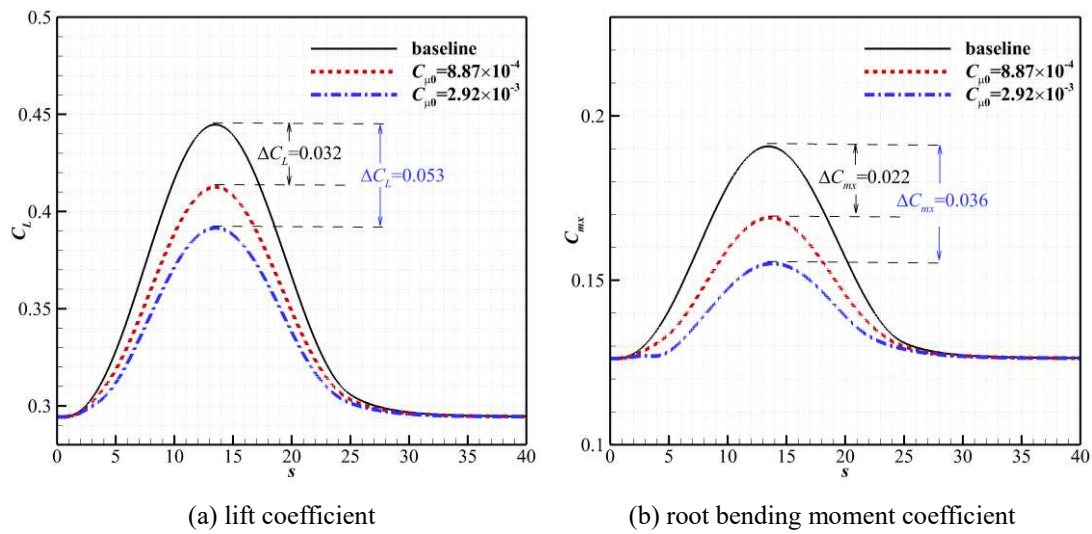 0.5
0.45
0.4
0.35
0.3
C_L
baseline
C_μ0=8.87×10⁻⁴
C_μ0=2.92×10⁻³
ΔC_L=0.032
ΔC_L=0.053
0 5 10 15 20 25 30 35 40
s
(a) lift coefficient
0.2
0.15
0.1
C_mx
baseline
C_μ0=8.87×10⁻⁴
C_μ0=2.92×10⁻³
ΔC_mx=0.022
ΔC_mx=0.036
0 5 10 15 20 25 30 35 40
s
(b) root bending moment coefficient